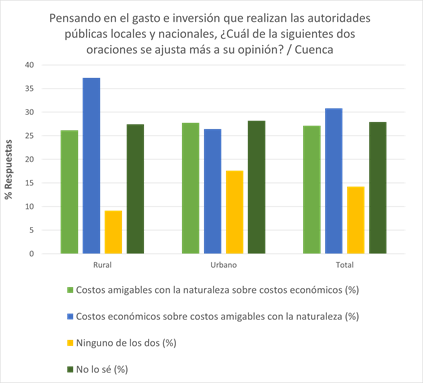 Pensando en el gasto e inversión que realizan las autoridades
públicas locales y nacionales, ¿Cuál de la siguientes dos
oraciones se ajusta más a su opinión? / Cuenca
% Respuestas
40
35
30
25
20
15
10
5
0
Rural
Urbano
Total
Costos amigables con la naturaleza sobre costos económicos (%)
Costos económicos sobre costos amigables con la naturaleza (%)
Ninguno de los dos (%)
No lo sé (%)